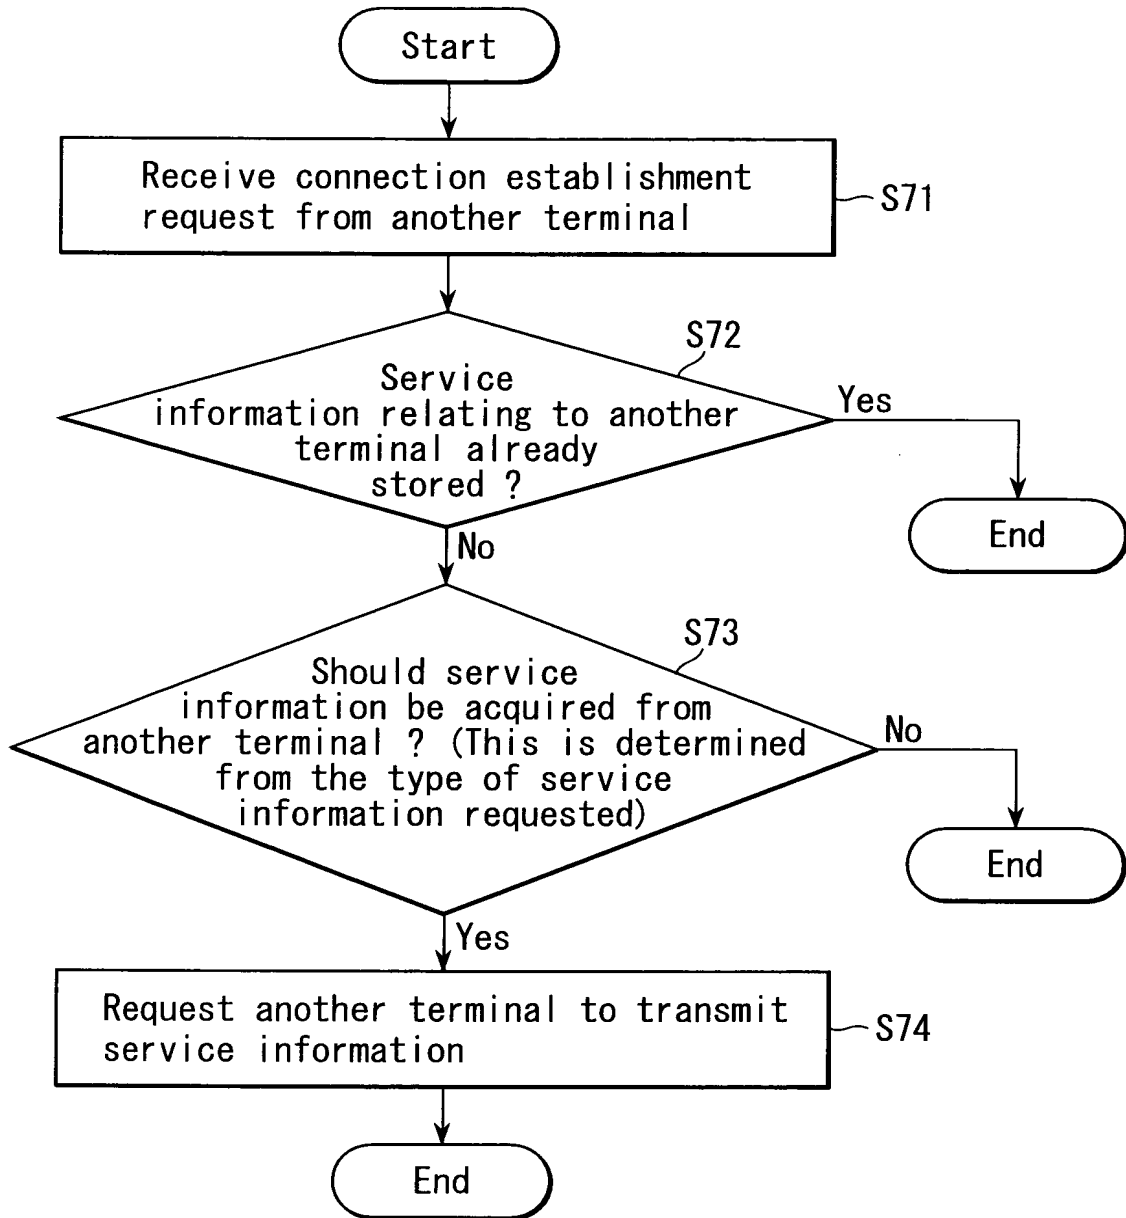 Start
Receive connection establishment
request from another terminal
S71
S72
Service
information relating to another
terminal already
stored ?
Yes
End
No
S73
Should service
information be acquired from
another terminal ? (This is determined
from the type of service
information requested)
No
End
Yes
Request another terminal to transmit
service information
S74
End